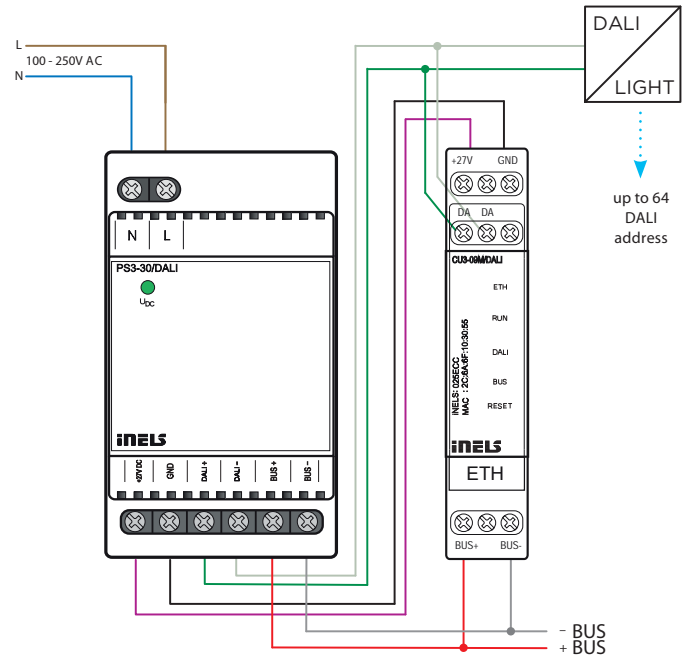 L
100 - 250V AC
N
DALI
LIGHT
up to 64
DALI
address
+27V GND
DA DA
N L
PS3-30/DALI
UDC
iNELS
+27V DC GND DALI + DALI - BUS + BUS -
CU3-09M/DALI
ETH
RUN
DALI
BUS
RESET
iNELS: 025ECC
MAC : 2C:6A:6F:10:30:55
iNELS
ETH
BUS+ BUS-
- BUS
+ BUS